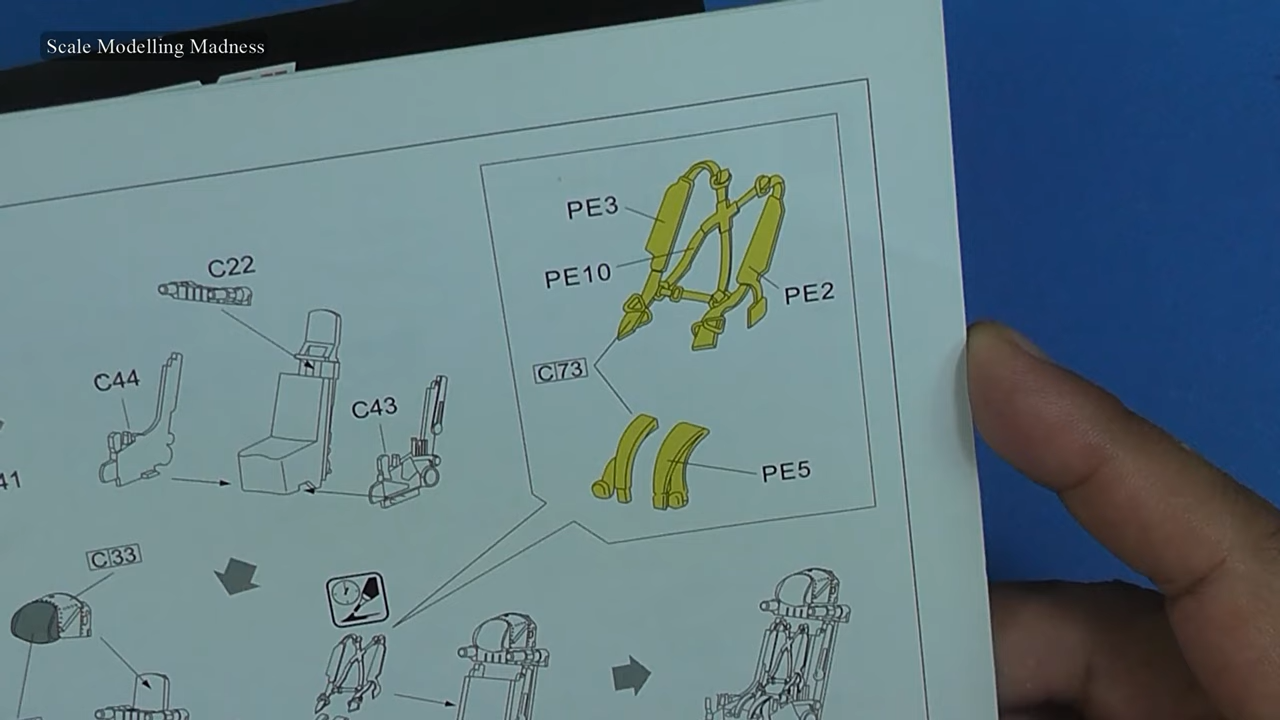 Scale Modelling Madness
PE3
C22
PE10
PE2
C44
C73
C43
PE5
41
C33